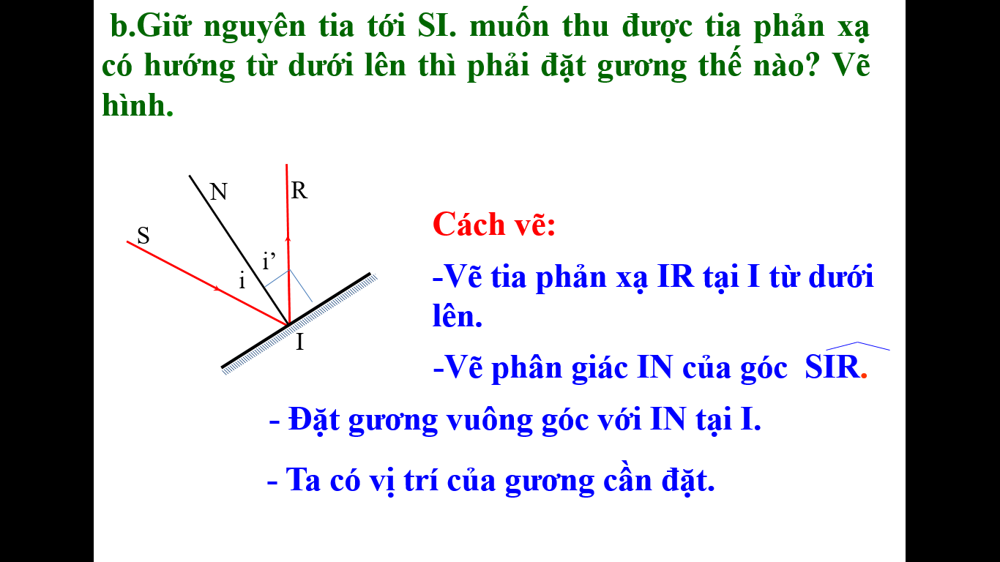 b.Giữ nguyên tia tới SI. muốn thu được tia phản xạ
có hướng từ dưới lên thì phải đặt gương thế nào? Vẽ
hình.
N
R
S
i’
i
I
Cách vẽ:
-Vẽ tia phản xạ IR tại I từ dưới
lên.
-Vẽ phân giác IN của góc SIR.
- Đặt gương vuông góc với IN tại I.
- Ta có vị trí của gương cần đặt.